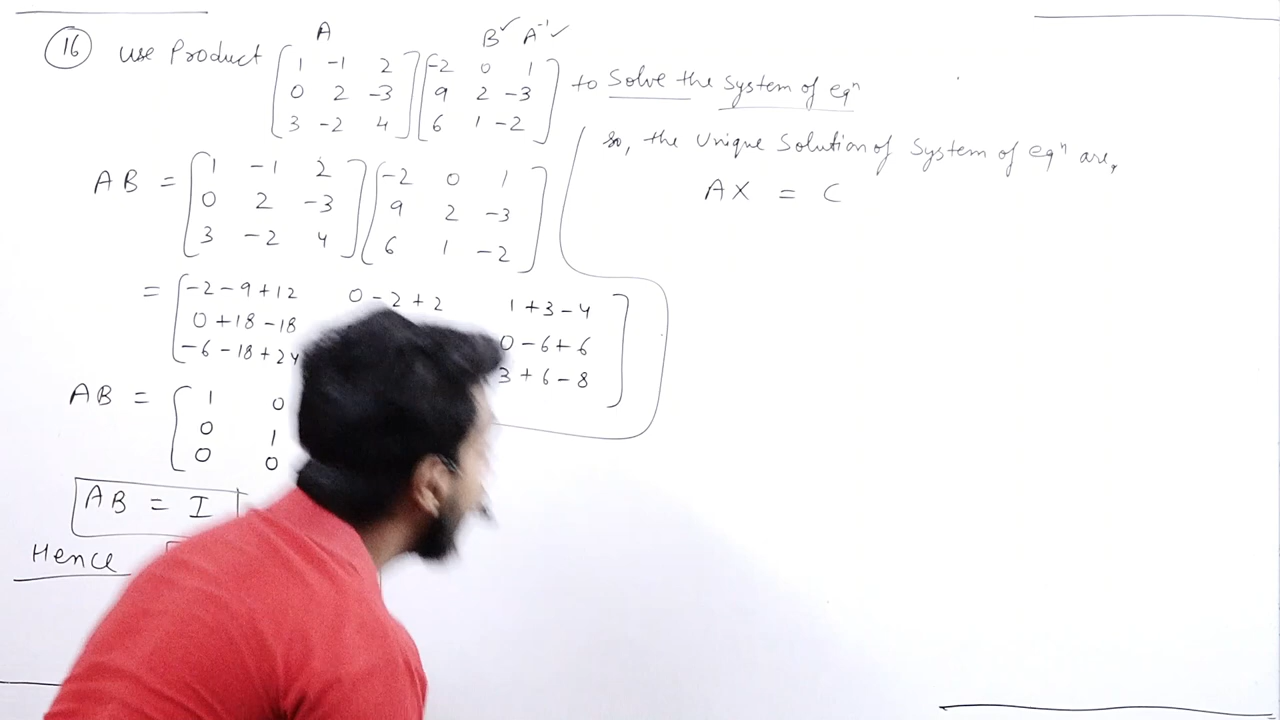 16 Use Product A B✓ A⁻¹✓
[1 -1 2
0 2 -3
3 -2 4] [-2 0 1
9 2 -3
6 1 -2] to Solve the System of eqⁿ
AB = [1 -1 2
0 2 -3
3 -2 4] [-2 0 1
9 2 -3
6 1 -2]
= [-2-9+12 0-2+2 1+3-4
0+18-18 0-6+6
-6-18+24 3+6-8]
AB = [1 0
0 1
0 0
AB = I
Hence
so, the Unique Solution of System of eqⁿ are,
AX = C